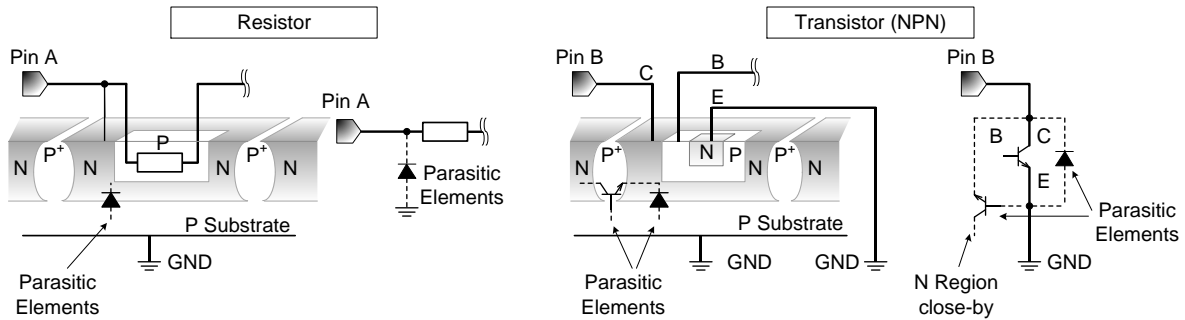 Resistor
Transistor (NPN)
Pin A
Pin B
C
B
E
Pin B
Pin A
N
P+
N
P
P+
N
N
P+
N
P
P+
N
N
B
C
E
Parasitic
Elements
P Substrate
P Substrate
GND
GND
GND
GND
Parasitic
Elements
Parasitic
Elements
Parasitic
Elements
N Region
close-by